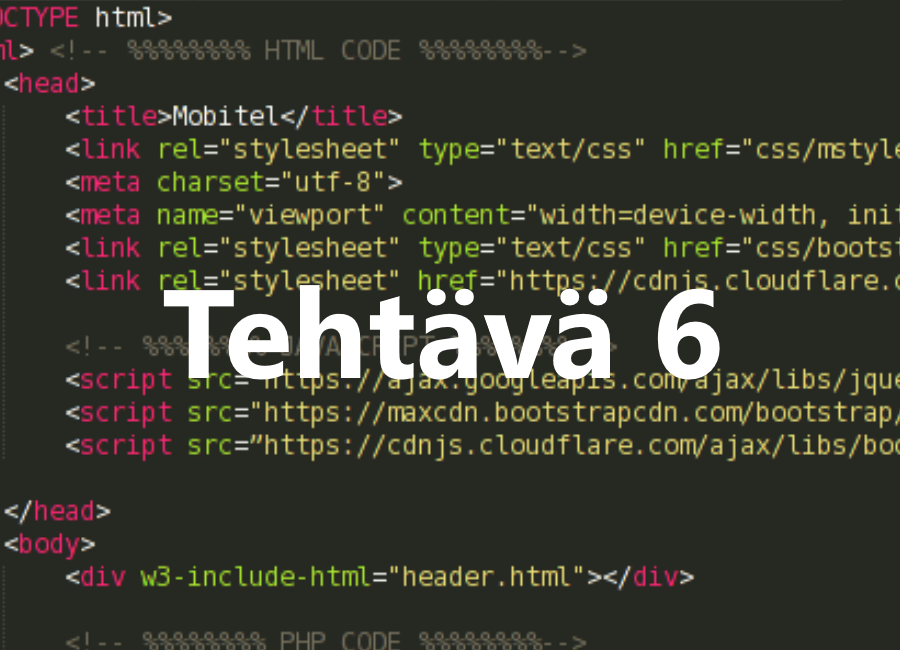 OCTYPE html>
ml> <!-- %%%%%%%% HTML CODE %%%%%%%%-->
<head>
<title>Mobitel</title>
<link rel="stylesheet" type="text/css" href="css/mstyle
<meta charset="utf-8">
<meta name="viewport" content="width=device-width, init
<link rel="stylesheet" type="text/css" href="css/bootst
<link rel="stylesheet" href="https://cdnjs.cloudflare.c
Tehtävä 6
<script src="https://ajax.googleapis.com/ajax/libs/jque
<script src="https://maxcdn.bootstrapcdn.com/bootstrap/
<script src=”https://cdnjs.cloudflare.com/ajax/libs/boo
</head>
<body>
<div w3-include-html="header.html"></div>
<!-- %%%%%%%% PHP CODE %%%%%%%%-->